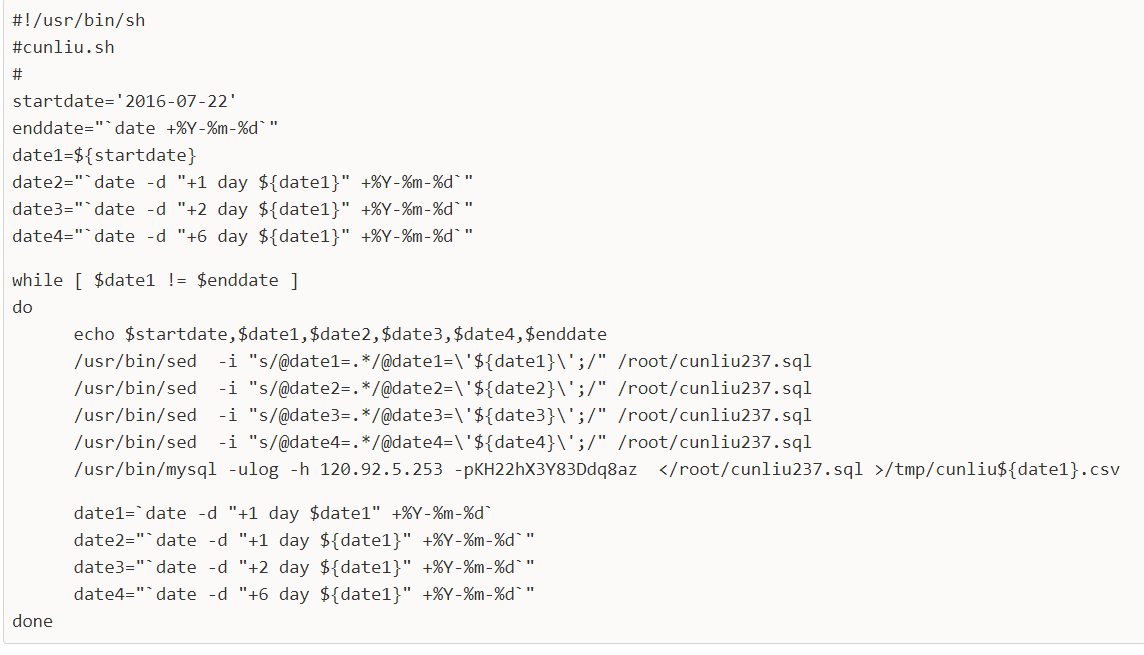 #!/usr/bin/sh
#cunliu.sh
#
startdate='2016-07-22'
enddate="`date +%Y-%m-%d`"
date1=${startdate}
date2="`date -d "+1 day ${date1}" +%Y-%m-%d`"
date3="`date -d "+2 day ${date1}" +%Y-%m-%d`"
date4="`date -d "+6 day ${date1}" +%Y-%m-%d`"
while [ $date1 != $enddate ]
do
echo $startdate,$date1,$date2,$date3,$date4,$enddate
/usr/bin/sed  -i "s/@date1=.*/@date1=\'${date1}\';/" /root/cunliu237.sql
/usr/bin/sed  -i "s/@date2=.*/@date2=\'${date2}\';/" /root/cunliu237.sql
/usr/bin/sed  -i "s/@date3=.*/@date3=\'${date3}\';/" /root/cunliu237.sql
/usr/bin/sed  -i "s/@date4=.*/@date4=\'${date4}\';/" /root/cunliu237.sql
/usr/bin/mysql -ulog -h 120.92.5.253 -pKH22hX3Y83Ddq8az  </root/cunliu237.sql >/tmp/cunliu${date1}.csv
date1=`date -d "+1 day $date1" +%Y-%m-%d`
date2="`date -d "+1 day ${date1}" +%Y-%m-%d`"
date3="`date -d "+2 day ${date1}" +%Y-%m-%d`"
date4="`date -d "+6 day ${date1}" +%Y-%m-%d`"
done